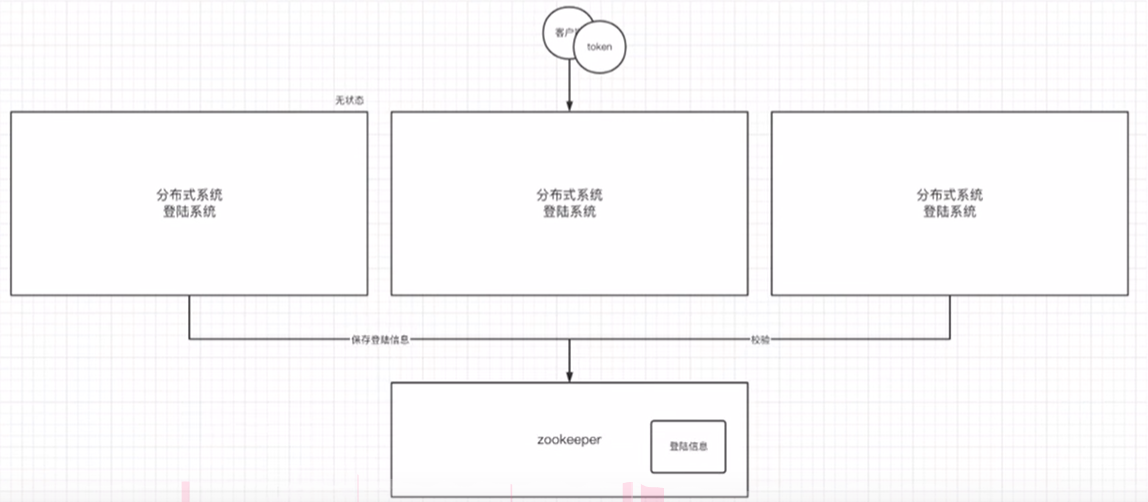 客户
token
无状态
分布式系统
登陆系统
分布式系统
登陆系统
分布式系统
登陆系统
保存登陆信息
校验
zookeeper
登陆信息